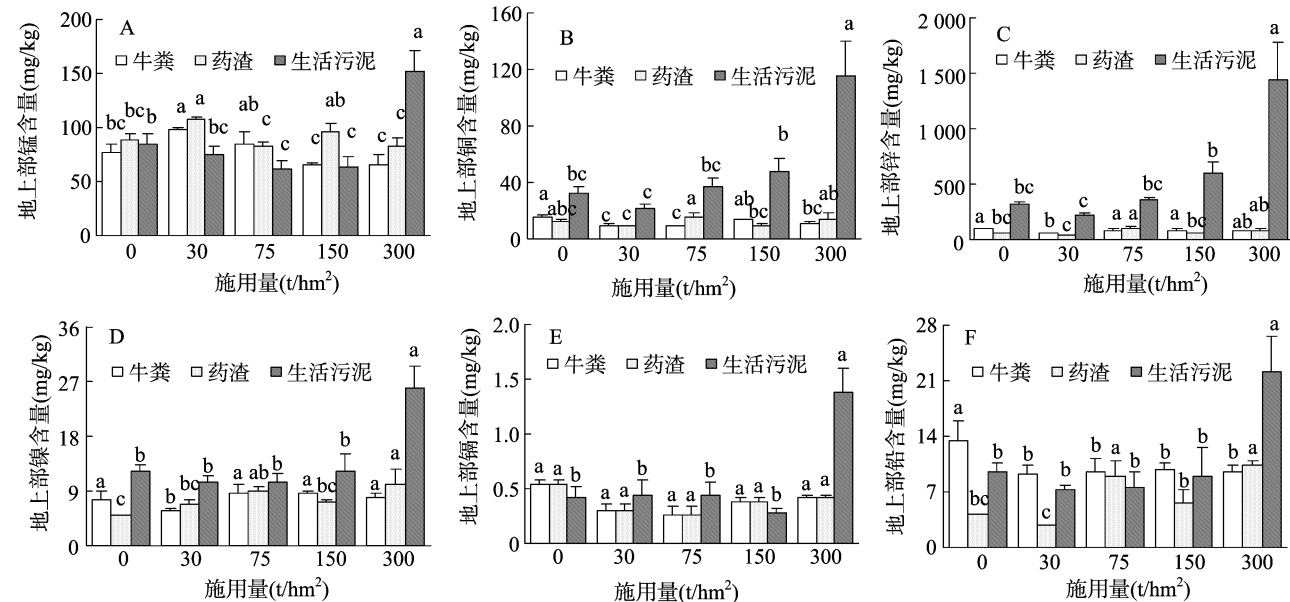 A
地上部锰含量(mg/kg)
200
150
100
50
0
牛粪 药渣 生活污泥
bc bc b a a bc ab c c c ab c c c a
0 30 75 150 300
施用量(t/hm²)
B
地上部铜含量(mg/kg)
160
120
80
40
0
牛粪 药渣 生活污泥
a abc bc c c c c a bc ab bc b bc ab a
0 30 75 150 300
施用量(t/hm²)
C
地上部锌含量(mg/kg)
2 000
1 500
1 000
500
0
牛粪 药渣 生活污泥
a bc bc b c c a a bc a bc b ab ab a
0 30 75 150 300
施用量(t/hm²)
D
地上部镍含量(mg/kg)
36
27
18
9
0
牛粪 药渣 生活污泥
a c b b bc b a ab b a bc b a a a
0 30 75 150 300
施用量(t/hm²)
E
地上部镉含量(mg/kg)
2.0
1.5
1.0
0.5
0
牛粪 药渣 生活污泥
a a b a a b a a b a a b a a a
0 30 75 150 300
施用量(t/hm²)
F
地上部铅含量(mg/kg)
28
21
14
7
0
牛粪 药渣 生活污泥
a bc b b c b b a b b b b b a a
0 30 75 150 300
施用量(t/hm²)